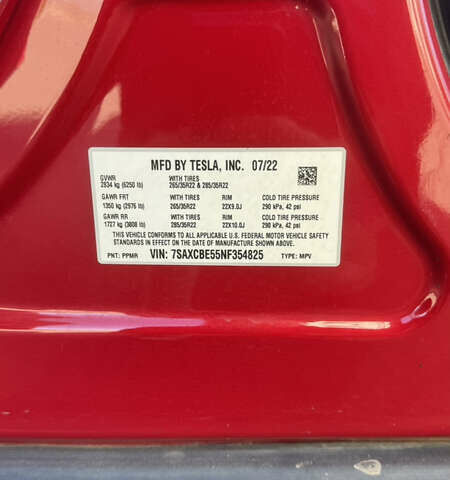 MFD BY TESLA, INC. 07/22
GVWR WITH TIRES
2834 kg (6250 lb) 265/35R22 & 285/35R22
GAWR FRT WITH TIRES RIM COLD TIRE PRESSURE
1350 kg (2976 lb) 265/35R22 22X9.0J 290 kPa, 42 psi
GAWR RR WITH TIRES RIM COLD TIRE PRESSURE
1727 kg (3808 lb) 285/35R22 22X10.0J 290 kPa, 42 psi
THIS VEHICLE CONFORMS TO ALL APPLICABLE U.S. FEDERAL MOTOR VEHICLE SAFETY
STANDARDS IN EFFECT ON THE DATE OF MANUFACTURE SHOWN ABOVE.
PNT: PPMR VIN: 7SAXCBE55NF354825 TYPE: MPV